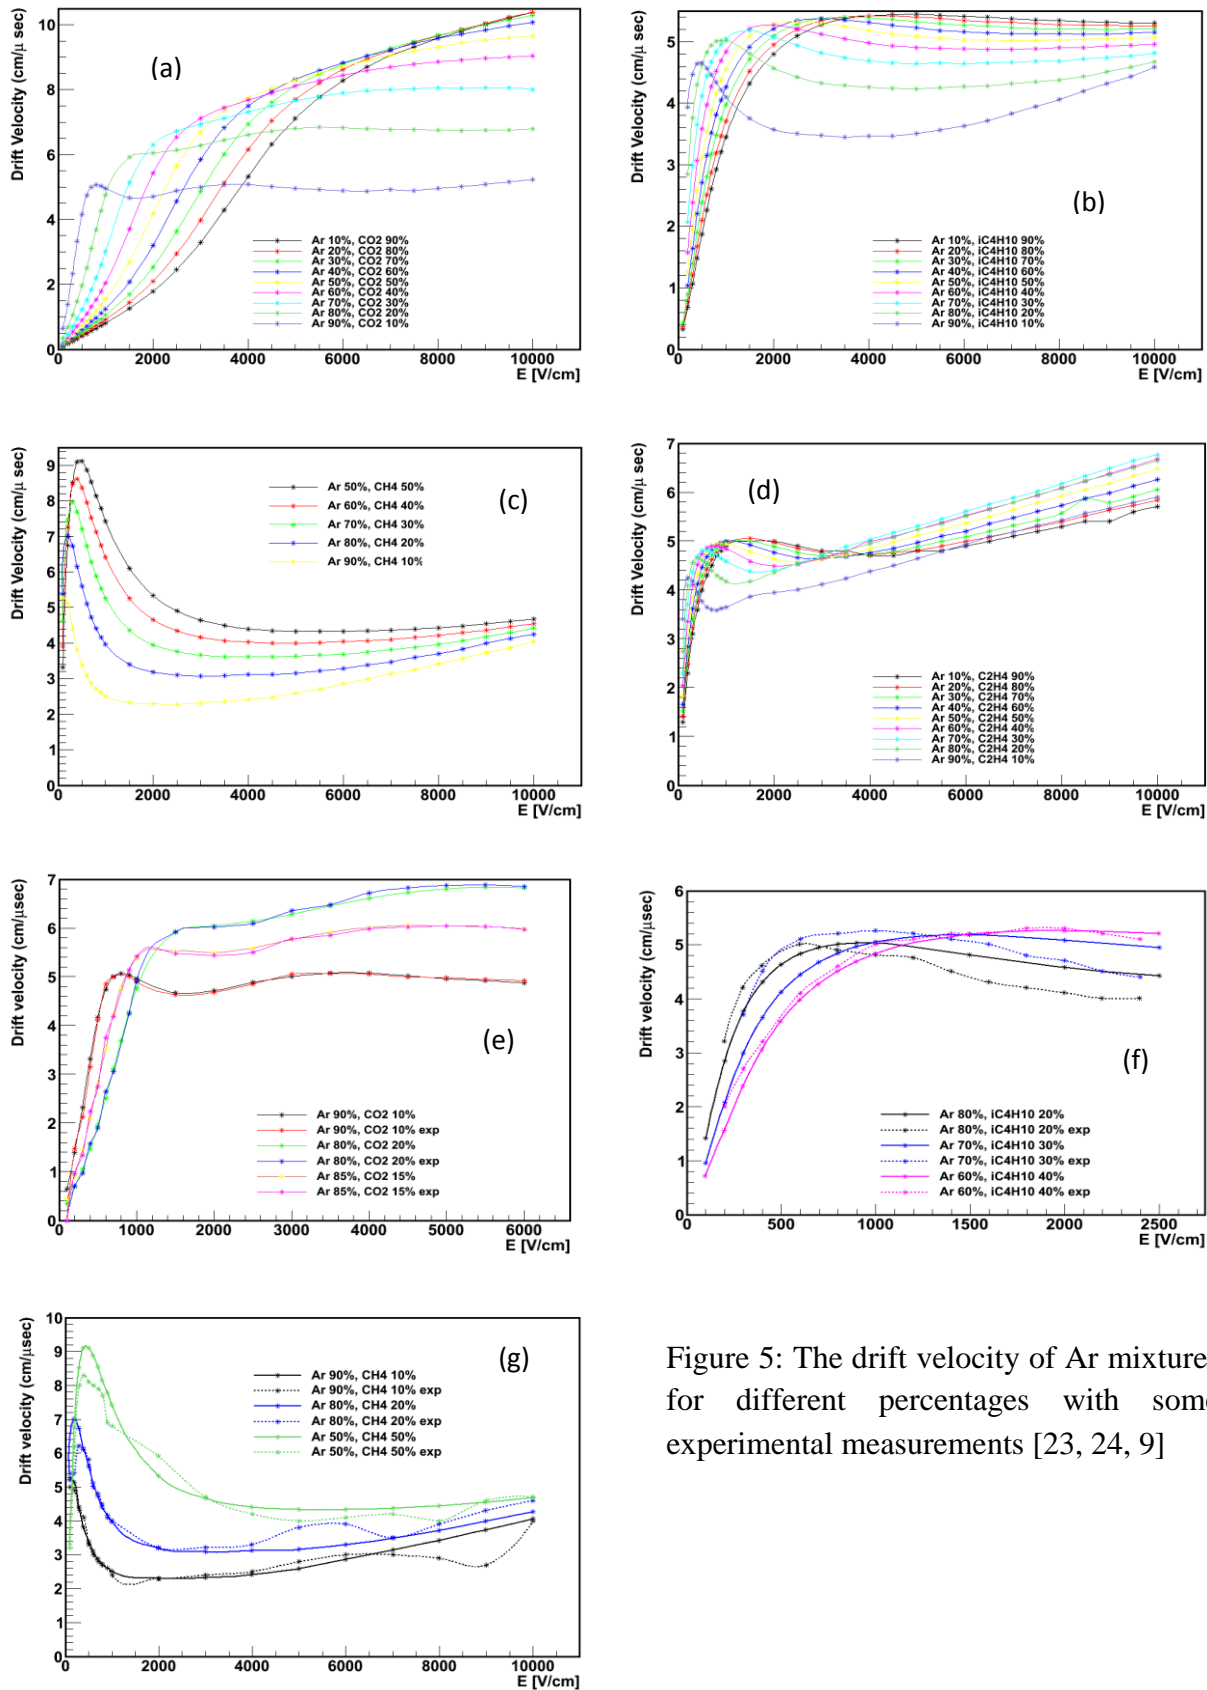 Drift Velocity (cm/μ sec)
10
8
6
4
2
0
(a)
Ar 10%, CO2 90%
Ar 20%, CO2 80%
Ar 30%, CO2 70%
Ar 40%, CO2 60%
Ar 50%, CO2 50%
Ar 60%, CO2 40%
Ar 70%, CO2 30%
Ar 80%, CO2 20%
Ar 90%, CO2 10%
0 2000 4000 6000 8000 10000
E [V/cm]
Drift Velocity (cm/μ sec)
5
4
3
2
1
0
(b)
Ar 10%, iC4H10 90%
Ar 20%, iC4H10 80%
Ar 30%, iC4H10 70%
Ar 40%, iC4H10 60%
Ar 50%, iC4H10 50%
Ar 60%, iC4H10 40%
Ar 70%, iC4H10 30%
Ar 80%, iC4H10 20%
Ar 90%, iC4H10 10%
0 2000 4000 6000 8000 10000
E [V/cm]
Drift Velocity (cm/μ sec)
9
8
7
6
5
4
3
2
1
0
(c)
Ar 50%, CH4 50%
Ar 60%, CH4 40%
Ar 70%, CH4 30%
Ar 80%, CH4 20%
Ar 90%, CH4 10%
0 2000 4000 6000 8000 10000
E [V/cm]
Drift Velocity (cm/μ sec)
7
6
5
4
3
2
1
0
(d)
Ar 10%, C2H4 90%
Ar 20%, C2H4 80%
Ar 30%, C2H4 70%
Ar 40%, C2H4 60%
Ar 50%, C2H4 50%
Ar 60%, C2H4 40%
Ar 70%, C2H4 30%
Ar 80%, C2H4 20%
Ar 90%, C2H4 10%
0 2000 4000 6000 8000 10000
E [V/cm]
Drift velocity (cm/μsec)
7
6
5
4
3
2
1
0
(e)
Ar 90%, CO2 10%
Ar 90%, CO2 10% exp
Ar 80%, CO2 20%
Ar 80%, CO2 20% exp
Ar 85%, CO2 15%
Ar 85%, CO2 15% exp
0 1000 2000 3000 4000 5000 6000
E [V/cm]
Drift velocity (cm/μsec)
6
5
4
3
2
1
0
(f)
Ar 80%, iC4H10 20%
Ar 80%, iC4H10 20% exp
Ar 70%, iC4H10 30%
Ar 70%, iC4H10 30% exp
Ar 60%, iC4H10 40%
Ar 60%, iC4H10 40% exp
0 500 1000 1500 2000 2500
E [V/cm]
Drift velocity (cm/μsec)
10
9
8
7
6
5
4
3
2
1
0
(g)
Ar 90%, CH4 10%
Ar 90%, CH4 10% exp
Ar 80%, CH4 20%
Ar 80%, CH4 20% exp
Ar 50%, CH4 50%
Ar 50%, CH4 50% exp
0 2000 4000 6000 8000 10000
E [V/cm]
Figure 5: The drift velocity of Ar mixture
for different percentages with some
experimental measurements [23, 24, 9]